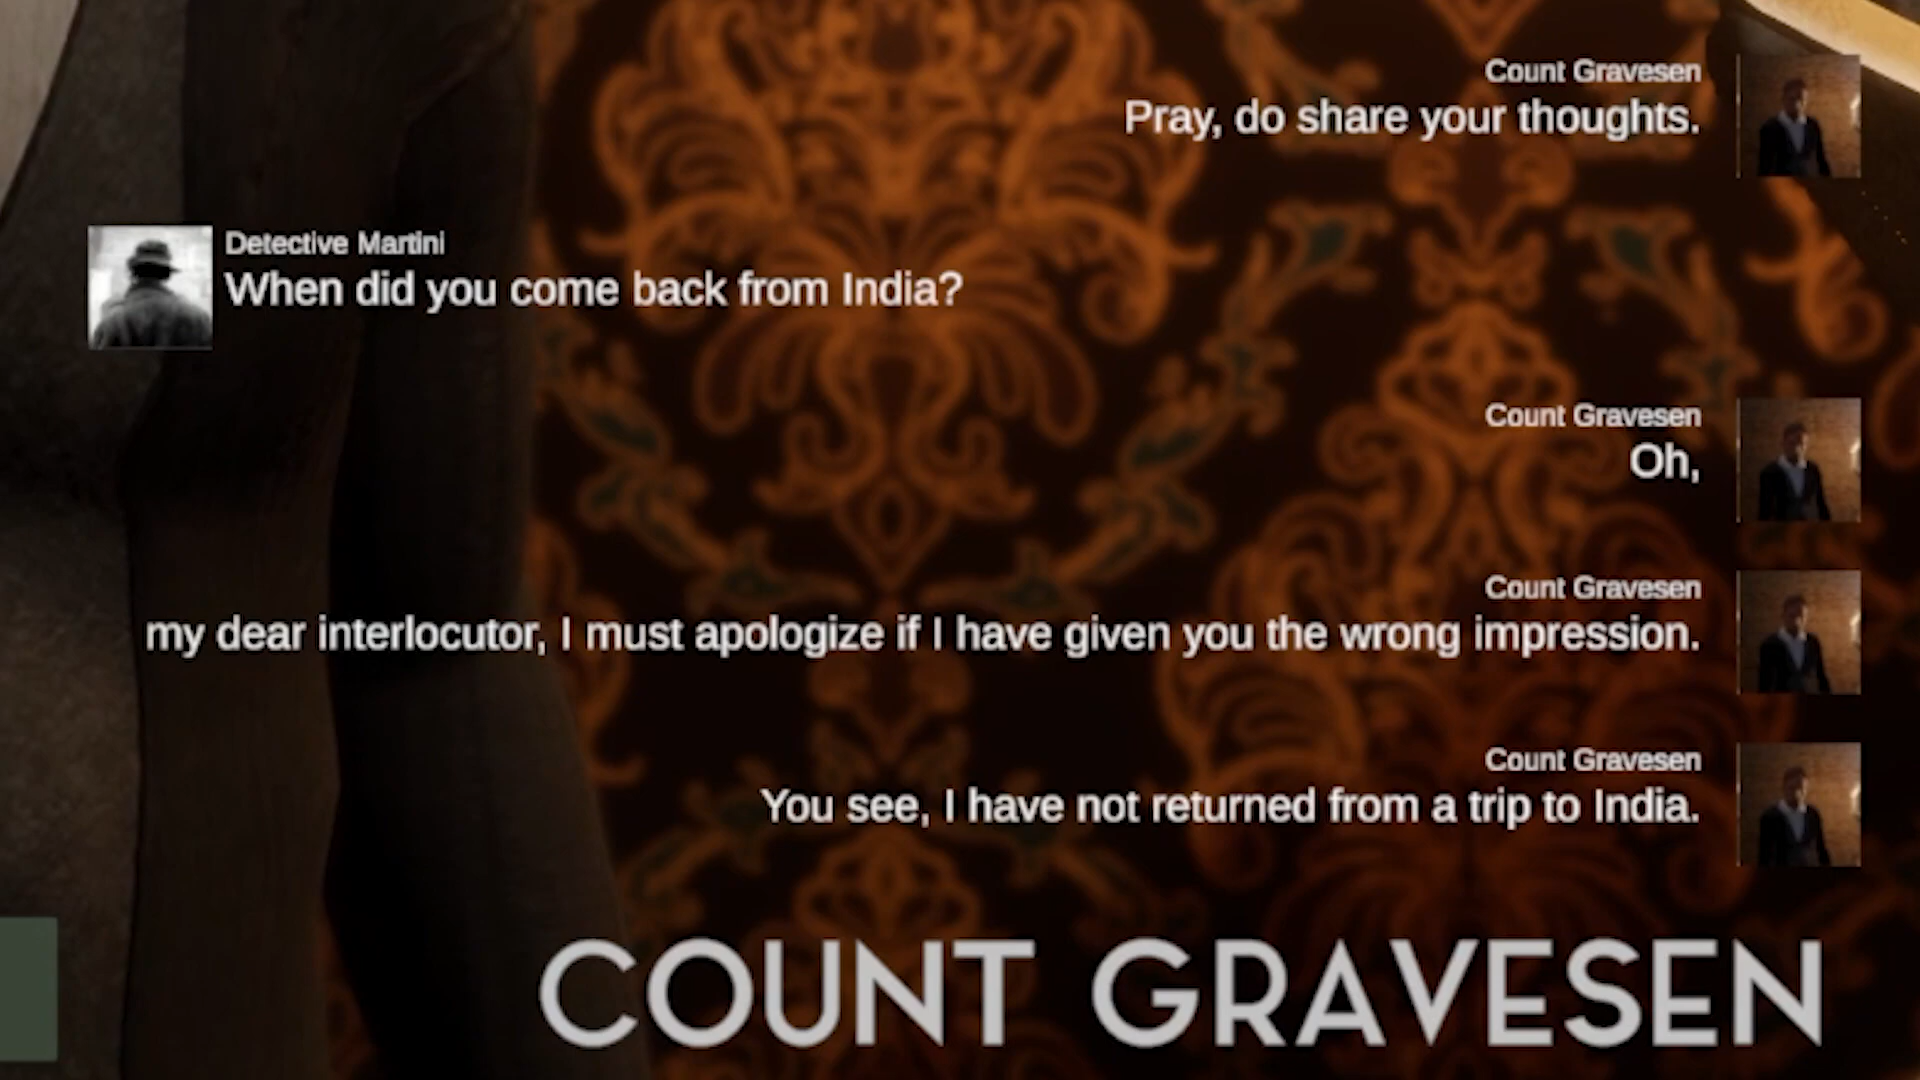 Count Gravesen
Pray, do share your thoughts.
Detective Martini
When did you come back from India?
Count Gravesen
Oh,
Count Gravesen
my dear interlocutor, I must apologize if I have given you the wrong impression.
Count Gravesen
You see, I have not returned from a trip to India.
COUNT GRAVESEN